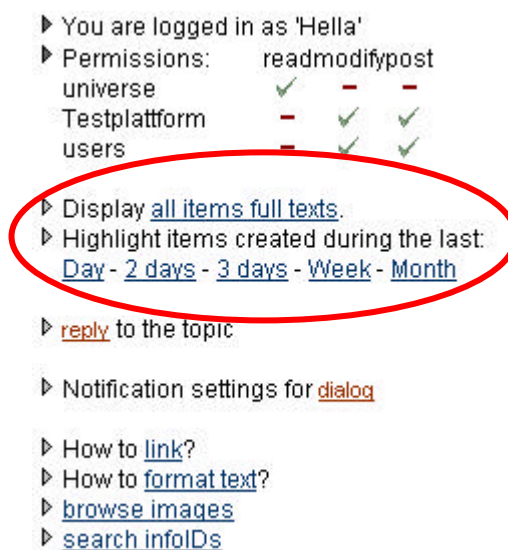 You are logged in as 'Hella'
Permissions: readmodifypost
universe
Testplattform
users
Display all items full texts.
Highlight items created during the last:
Day - 2 days - 3 days - Week - Month
reply to the topic
Notification settings for dialog
How to link?
How to format text?
browse images
search infoIDs